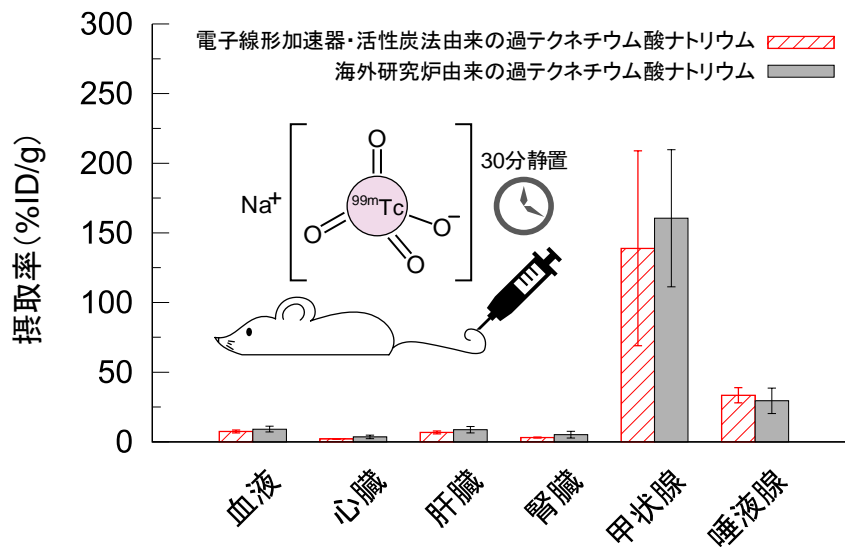 300
250
200
150
100
50
0
摂取率(%ID/g)
電子線形加速器・活性炭法由来の過テクネチウム酸ナトリウム
海外研究炉由来の過テクネチウム酸ナトリウム
30分静置
O
Na+
99mTc
O
O−
O
血液
心臓
肝臓
腎臓
甲状腺
唾液腺